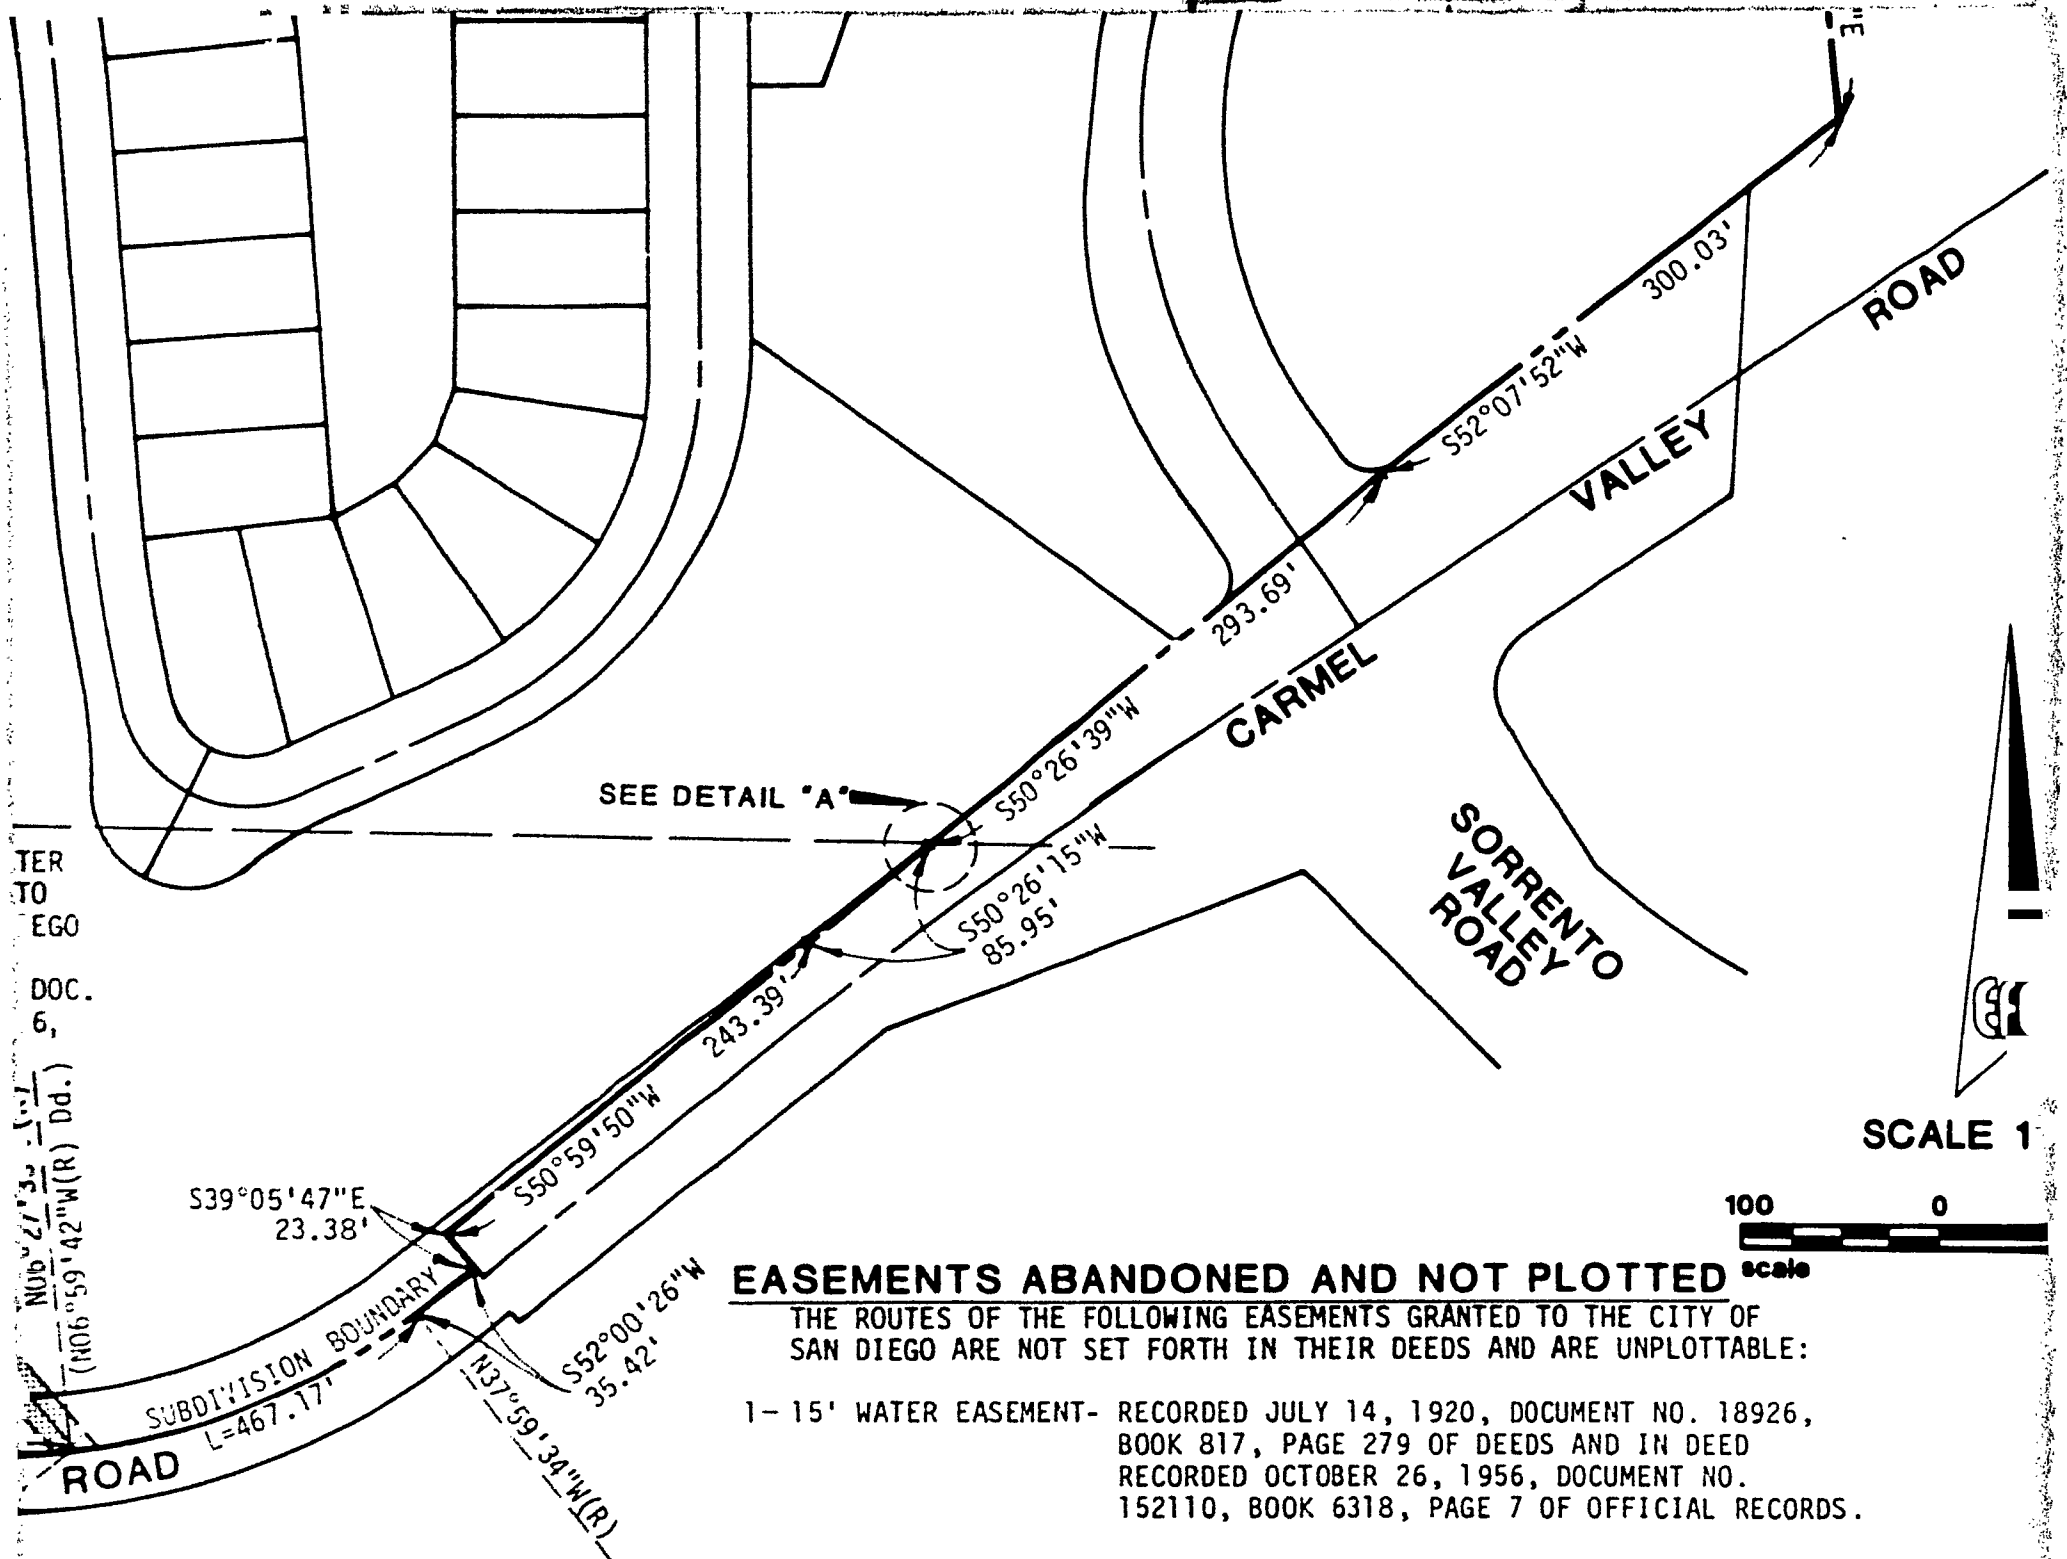 "E
300.03'
ROAD
S52°07'52"W
VALLEY
293.69'
CARMEL
S50°26'39"W
SEE DETAIL "A"
S50°26'15"W
85.95'
SORRENTO
VALLEY
ROAD
TER
TO
EGO
DOC.
6,
243.39'
S50°59'50"W
(N06°59'42"W(R) Dd.)
S39°05'47"E
23.38'
SCALE 1
100 0
scale
SUBDIVISION BOUNDARY
L=467.17'
ROAD
S52°00'26"W
35.42'
N37°59'34"W(R)
EASEMENTS ABANDONED AND NOT PLOTTED
THE ROUTES OF THE FOLLOWING EASEMENTS GRANTED TO THE CITY OF
SAN DIEGO ARE NOT SET FORTH IN THEIR DEEDS AND ARE UNPLOTTABLE:
1- 15' WATER EASEMENT- RECORDED JULY 14, 1920, DOCUMENT NO. 18926,
BOOK 817, PAGE 279 OF DEEDS AND IN DEED
RECORDED OCTOBER 26, 1956, DOCUMENT NO.
152110, BOOK 6318, PAGE 7 OF OFFICIAL RECORDS.